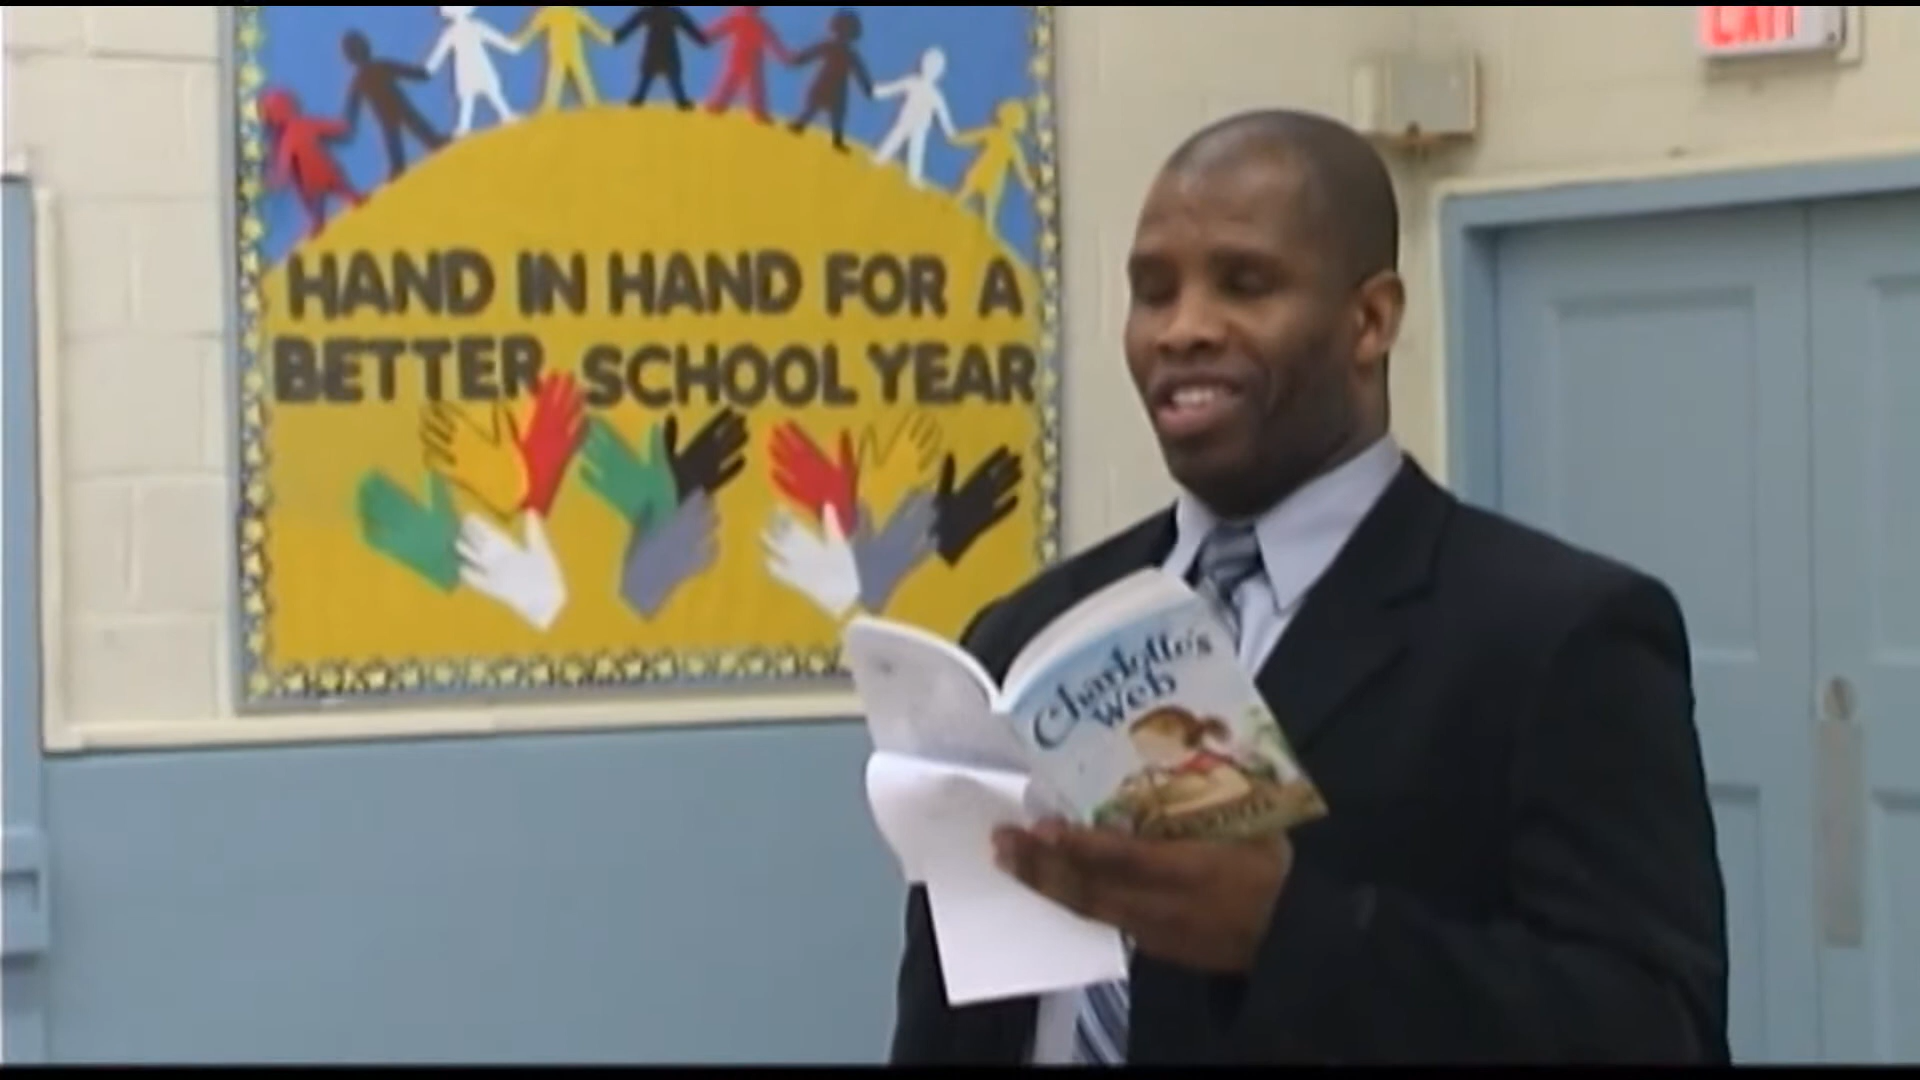 EXIT
HAND IN HAND FOR A
BETTER SCHOOL YEAR
Charlotte's
Web